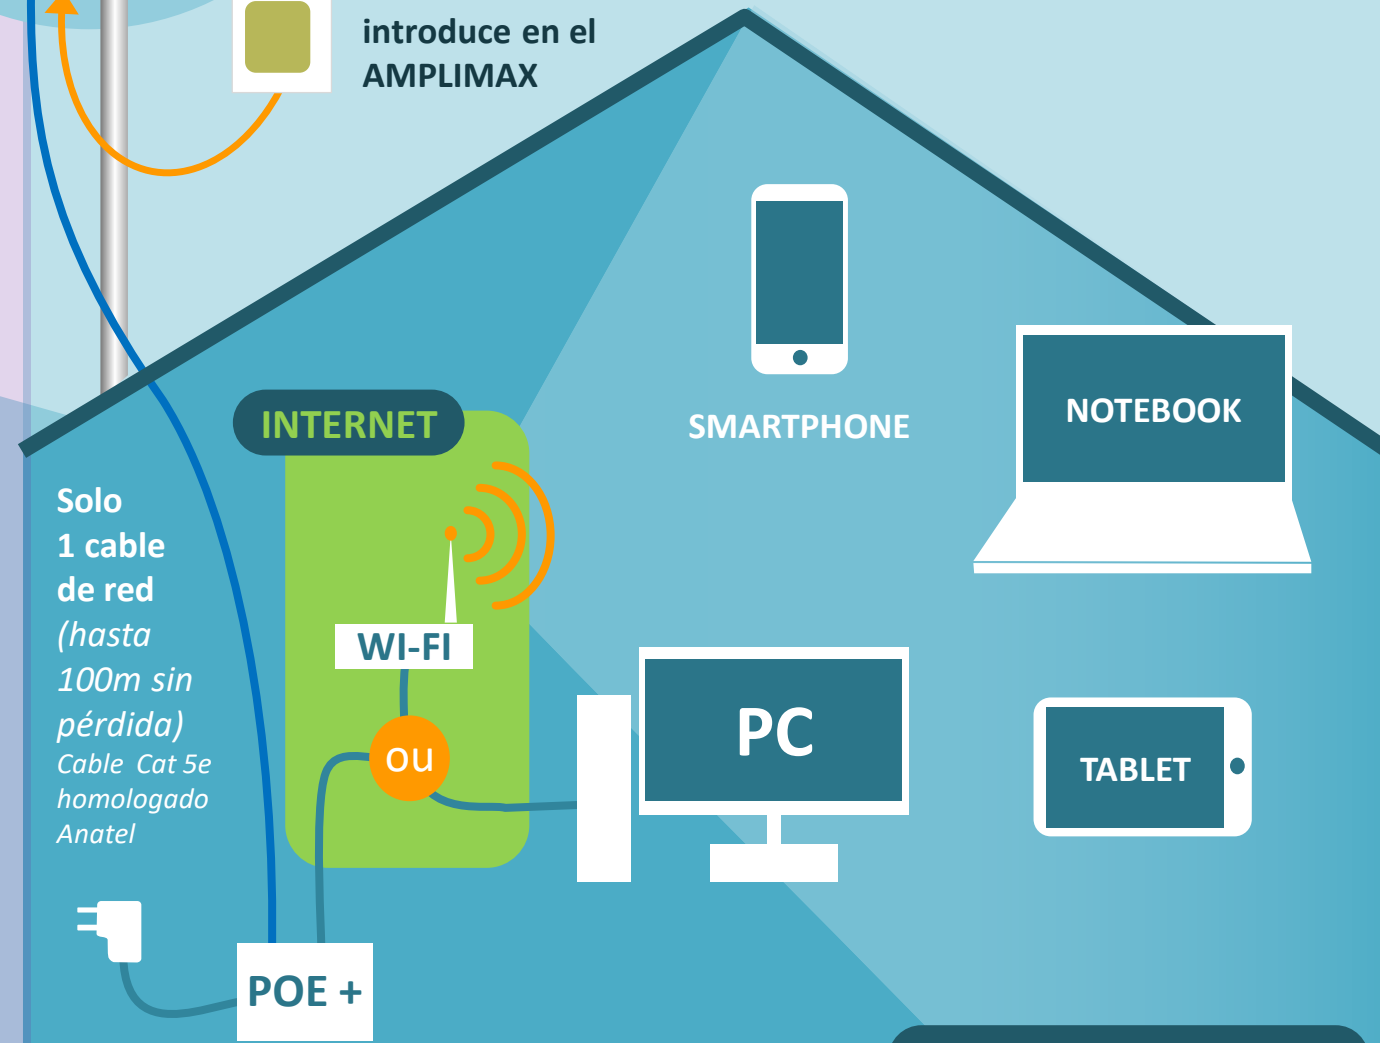 introduce en el
AMPLIMAX
INTERNET
SMARTPHONE
NOTEBOOK
Solo
1 cable
de red
(hasta
100m sin
pérdida)
Cable Cat 5e
homologado
Anatel
WI-FI
ou
PC
TABLET
POE +